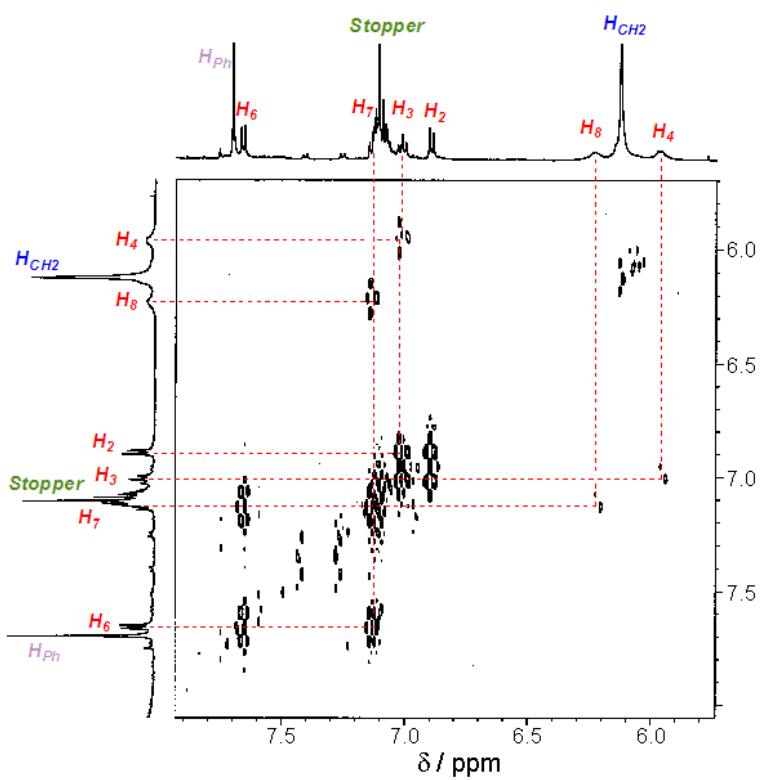 Stopper
H_CH2
H_Ph
H_6
H_7
H_3
H_2
H_8
H_4
H_4
H_CH2
H_8
H_2
H_3
Stopper
H_7
H_6
H_Ph
6.0
6.5
7.0
7.5
7.5
7.0
6.5
6.0
δ / ppm